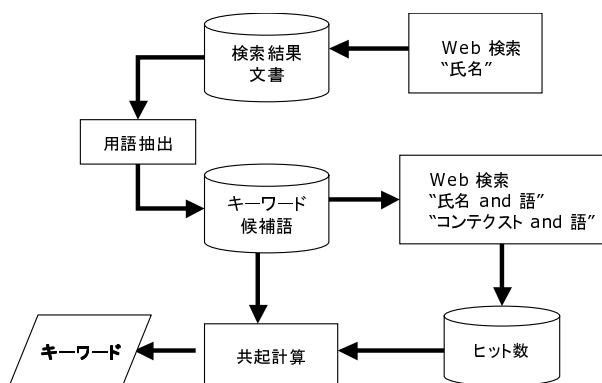 Web 検索
“氏名”
検索結果
文書
用語抽出
キーワード
候補語
Web 検索
“氏名 and 語”
“コンテクスト and 語”
ヒット数
共起計算
キーワード